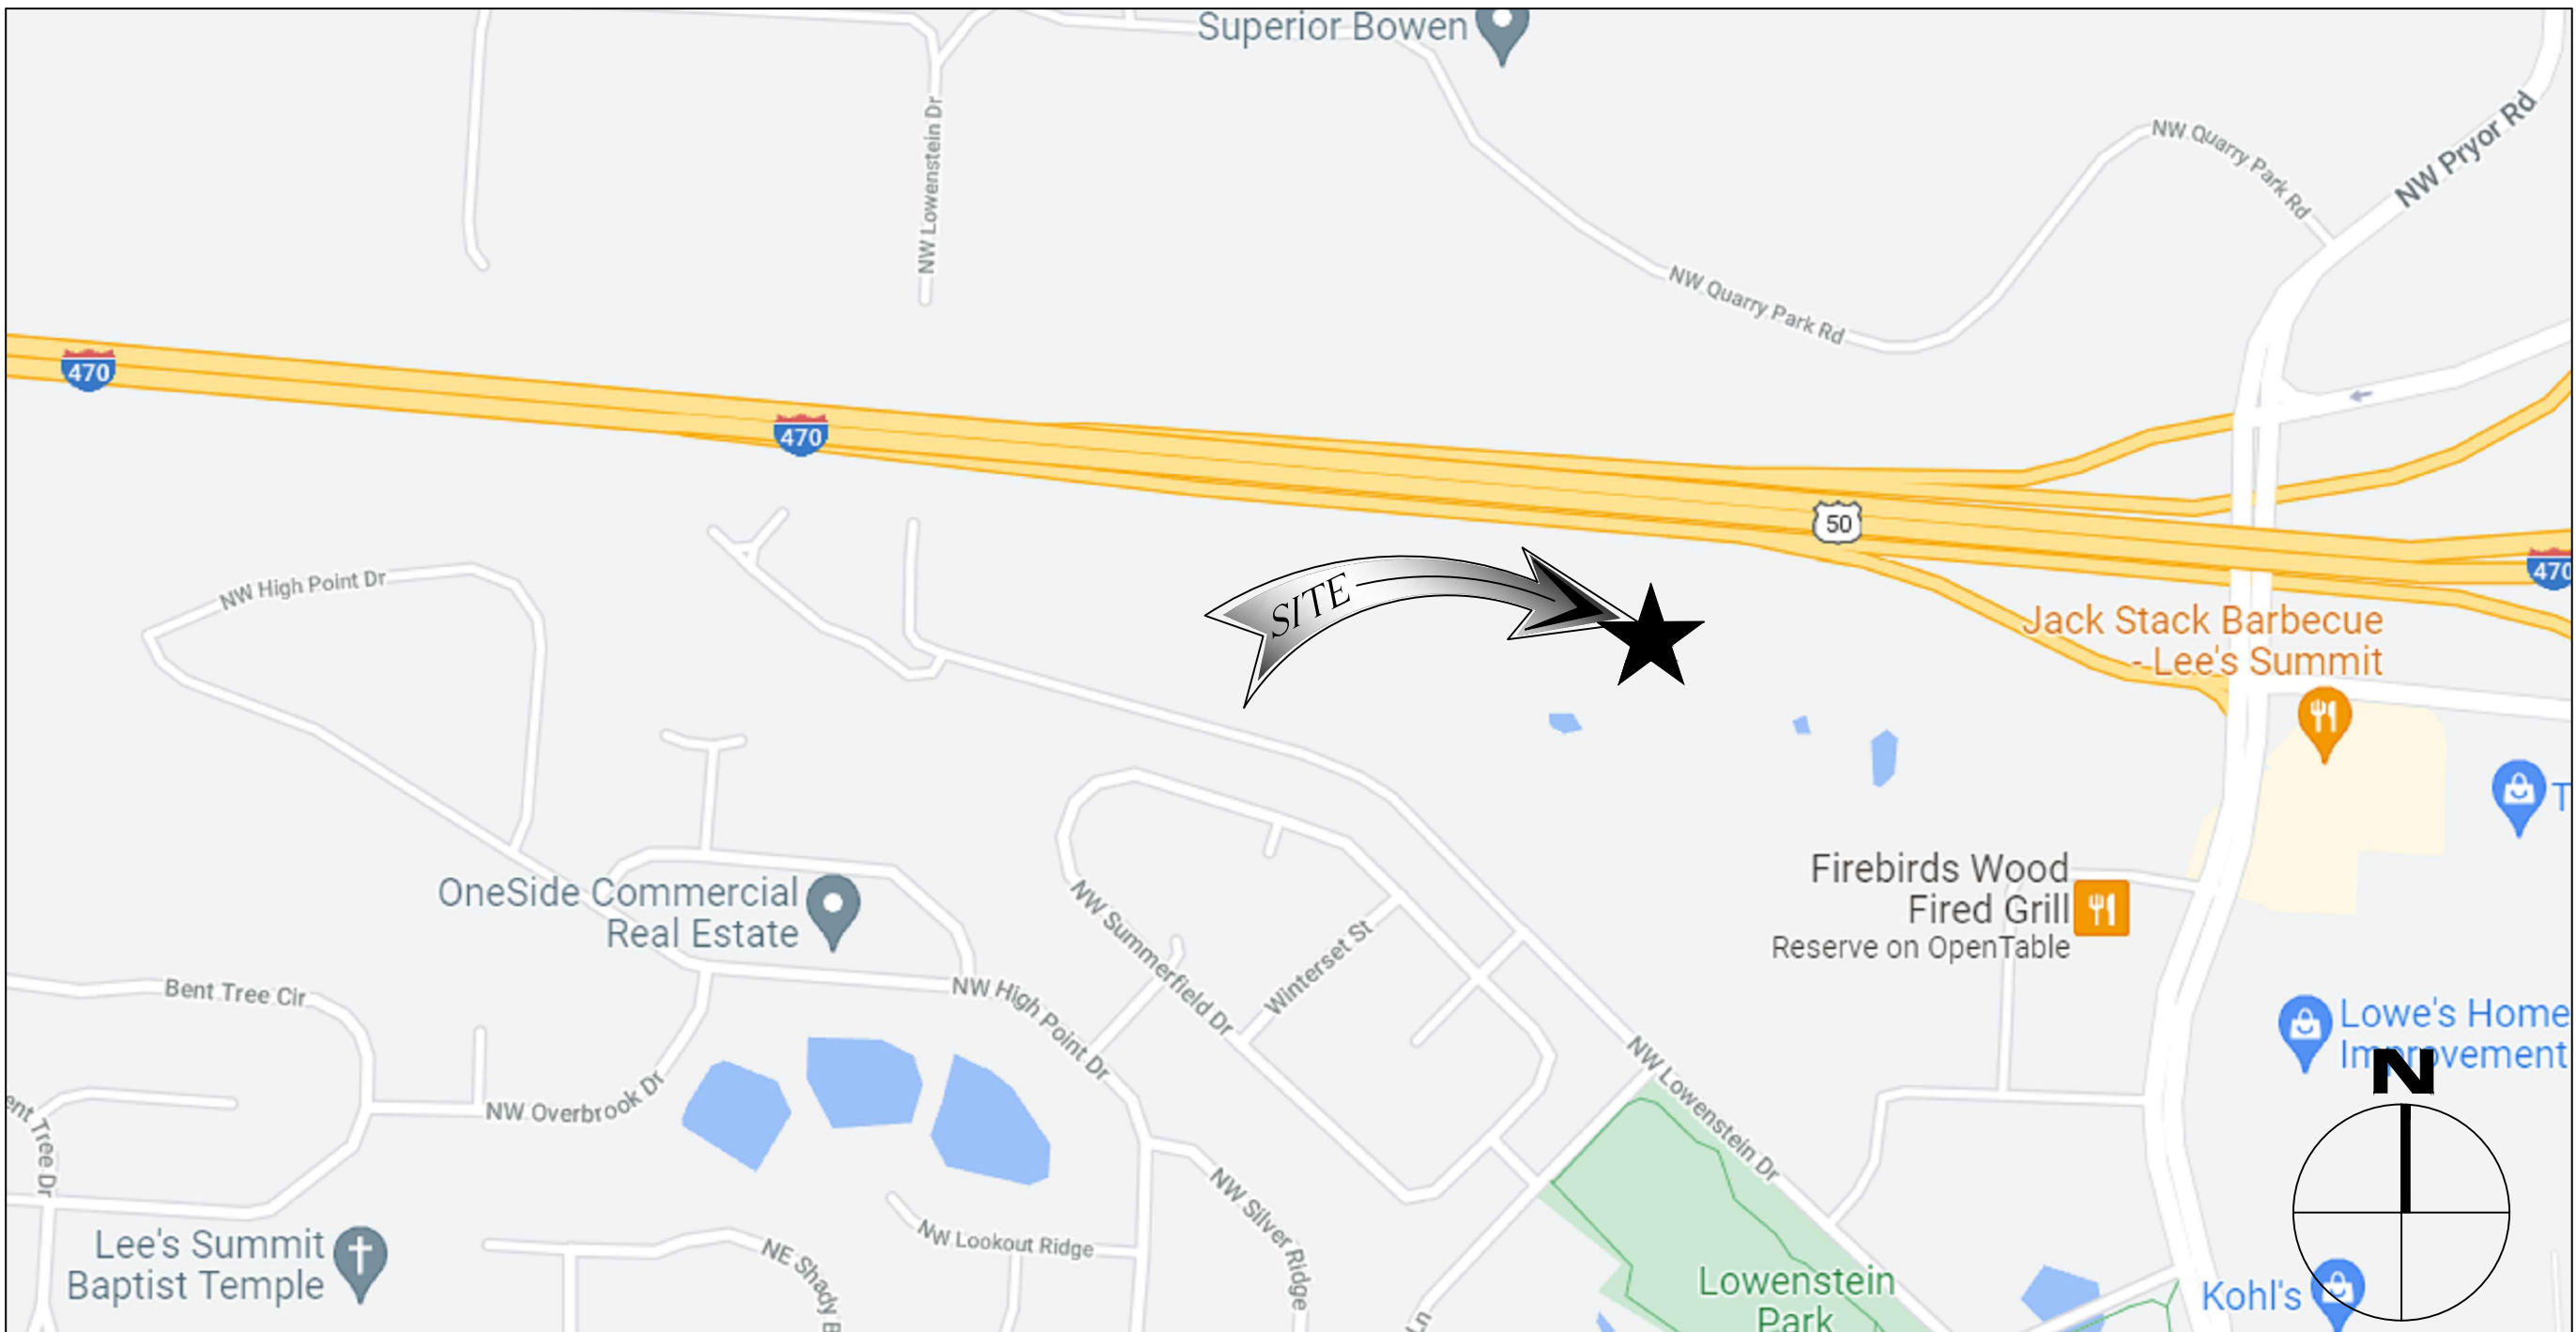 Superior Bowen
NW Pryor Rd
NW Quarry Park Rd
NW Lowenstein Dr
NW Quarry Park Rd
470
470
50
470
NW High Point Dr
SITE
Jack Stack Barbecue
- Lee's Summit
T
Firebirds Wood
Fired Grill
Reserve on OpenTable
OneSide Commercial
Real Estate
NW Summerfield Dr
Winterset St
Bent Tree Cir
NW High Point Dr
Lowe's Home
Improvement
N
NW Overbrook Dr
NW Lowenstein Dr
ent Tree Dr
NW Silver Ridge
NW Lookout Ridge
Lee's Summit
Baptist Temple
NE Shady B
Lowenstein
Park
Kohl's
Ln